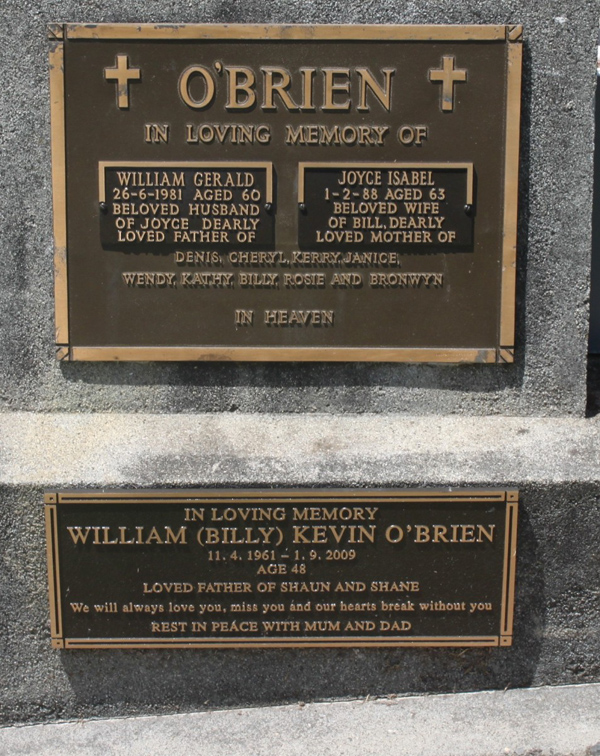 O'BRIEN
IN LOVING MEMORY OF
WILLIAM GERALD
26-6-1981 AGED 60
BELOVED HUSBAND
OF JOYCE DEARLY
LOVED FATHER OF
JOYCE ISABEL
1-2-88 AGED 63
BELOVED WIFE
OF BILL, DEARLY
LOVED MOTHER OF
DENIS, CHERYL, KERRY, JANICE,
WENDY, KATHY, BILLY, ROSIE AND BRONWYN
IN HEAVEN
IN LOVING MEMORY
WILLIAM (BILLY) KEVIN O'BRIEN
11. 4. 1961 - 1. 9. 2009
AGE 48
LOVED FATHER OF SHAUN AND SHANE
We will always love you, miss you and our hearts break without you
REST IN PEACE WITH MUM AND DAD